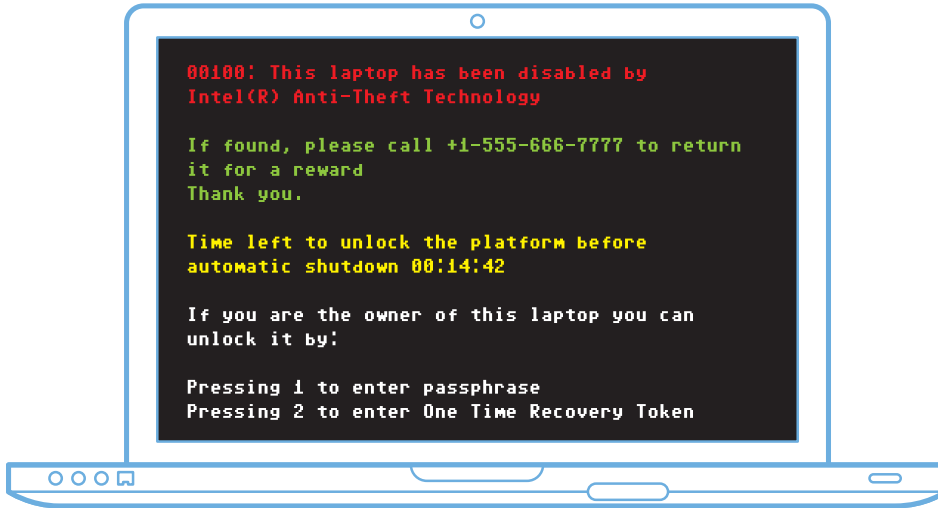 00100: This laptop has been disabled by
Intel(R) Anti-Theft Technology
If found, please call +1-555-666-7777 to return
it for a reward
Thank you.
Time left to unlock the platform before
automatic shutdown 00:14:42
If you are the owner of this laptop you can
unlock it by:
Pressing 1 to enter passphrase
Pressing 2 to enter One Time Recovery Token